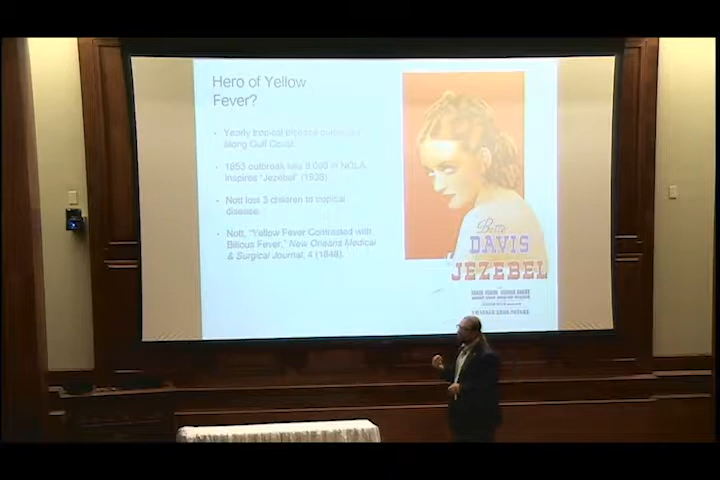 Hero of Yellow
Fever?
Yearly tropical disease outbreaks
along Gulf Coast.
1853 outbreak kills 8,000 in NOLA.
Inspires "Jezebel" (1938)
Nott loss 3 children to tropical
disease.
Nott, "Yellow Fever Contrasted with
Bilious Fever," New Orleans Medical
& Surgical Journal, 4 (1848).
Bette
DAVIS
JEZEBEL